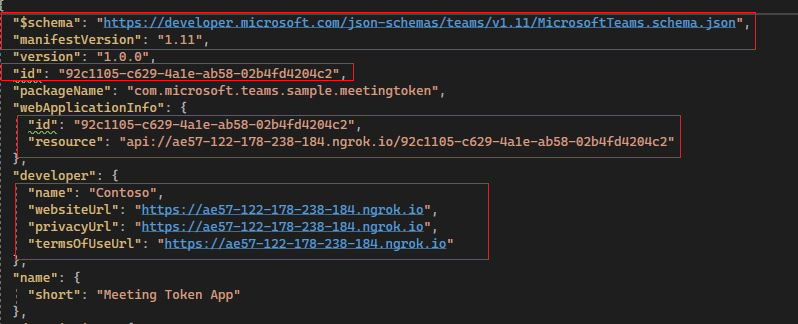 {
"$schema": "https://developer.microsoft.com/json-schemas/teams/v1.11/MicrosoftTeams.schema.json",
"manifestVersion": "1.11",
"version": "1.0.0",
"id": "92c1105-c629-4a1e-ab58-02b4fd4204c2",
"packageName": "com.microsoft.teams.sample.meetingtoken",
"webApplicationInfo": {
"id": "92c1105-c629-4a1e-ab58-02b4fd4204c2",
"resource": "api://ae57-122-178-238-184.ngrok.io/92c1105-c629-4a1e-ab58-02b4fd4204c2"
},
"developer": {
"name": "Contoso",
"websiteUrl": "https://ae57-122-178-238-184.ngrok.io",
"privacyUrl": "https://ae57-122-178-238-184.ngrok.io",
"termsOfUseUrl": "https://ae57-122-178-238-184.ngrok.io"
},
"name": {
"short": "Meeting Token App"
},